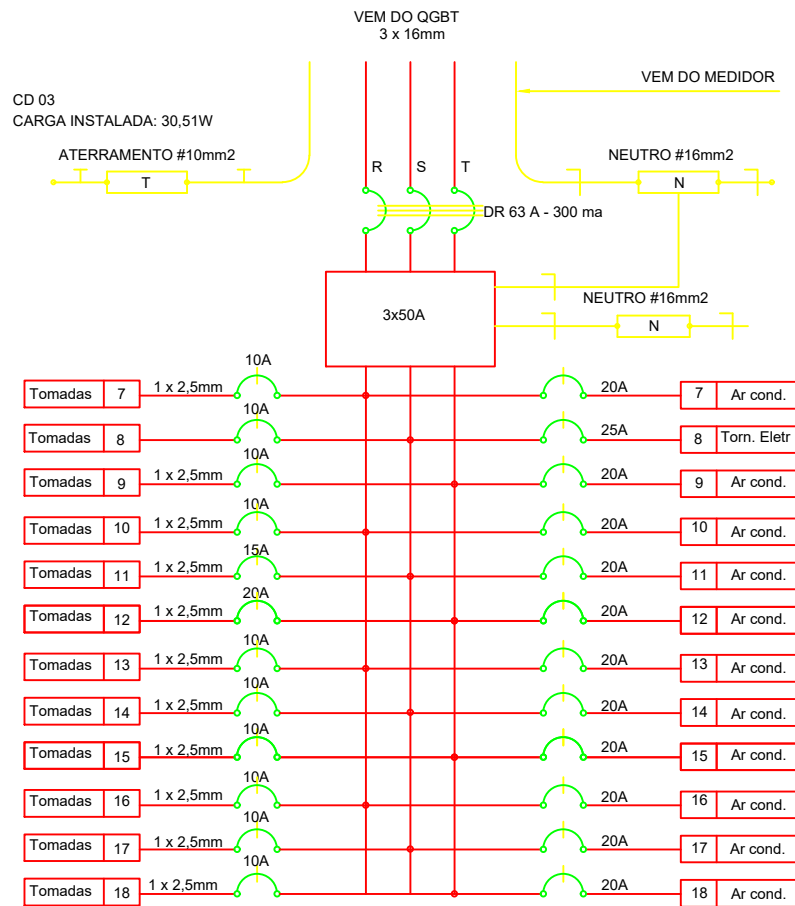 VEM DO QGBT
3 x 16mm
VEM DO MEDIDOR
CD 03
CARGA INSTALADA: 30,51W
ATERRAMENTO #10mm2
T
R S T
NEUTRO #16mm2
N
DR 63 A - 300 ma
3x50A
NEUTRO #16mm2
N
Tomadas 7 1 x 2,5mm 10A 20A 7 Ar cond.
Tomadas 8 10A 25A 8 Torn. Eletr
Tomadas 9 1 x 2,5mm 10A 20A 9 Ar cond.
Tomadas 10 1 x 2,5mm 10A 20A 10 Ar cond.
Tomadas 11 1 x 2,5mm 15A 20A 11 Ar cond.
Tomadas 12 1 x 2,5mm 20A 20A 12 Ar cond.
Tomadas 13 1 x 2,5mm 10A 20A 13 Ar cond.
Tomadas 14 1 x 2,5mm 10A 20A 14 Ar cond.
Tomadas 15 1 x 2,5mm 10A 20A 15 Ar cond.
Tomadas 16 1 x 2,5mm 10A 20A 16 Ar cond.
Tomadas 17 1 x 2,5mm 10A 20A 17 Ar cond.
Tomadas 18 1 x 2,5mm 10A 20A 18 Ar cond.